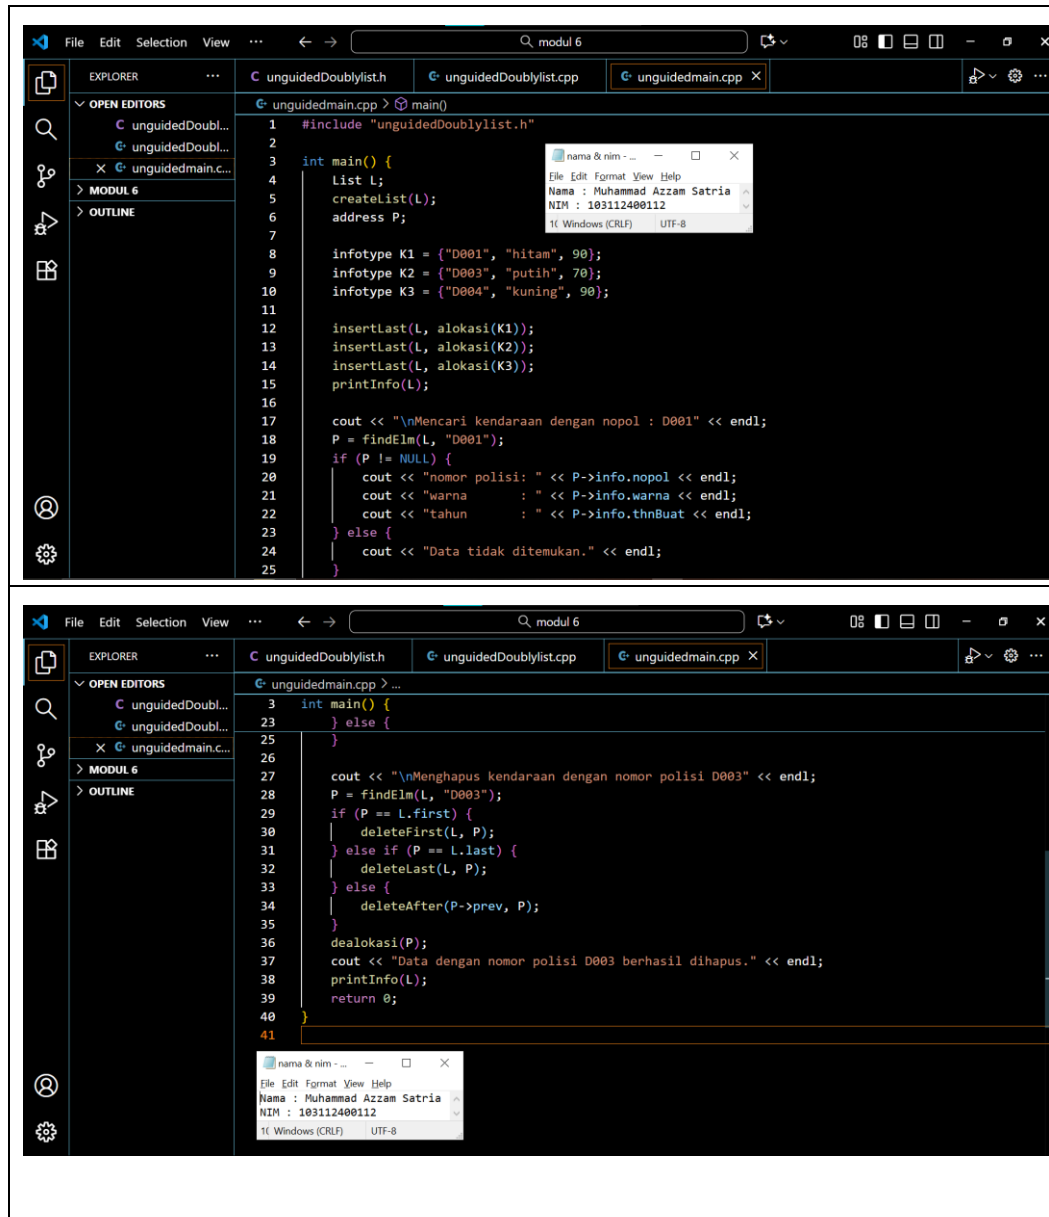 File Edit Selection View ··· ← → modul 6
EXPLORER ··· unguidedDoublylist.h unguidedDoublylist.cpp unguidedmain.cpp
OPEN EDITORS
unguidedDoubl...
unguidedDoubl...
unguidedmain.c...
MODUL 6
OUTLINE
unguidedmain.cpp > main()
1 #include "unguidedDoublylist.h"
2
3 int main() {
4 List L;
5 createList(L);
6 address P;
7
8 infotype K1 = {"D001", "hitam", 90};
9 infotype K2 = {"D003", "putih", 70};
10 infotype K3 = {"D004", "kuning", 90};
11
12 insertLast(L, alokasi(K1));
13 insertLast(L, alokasi(K2));
14 insertLast(L, alokasi(K3));
15 printInfo(L);
16
17 cout << "\nMencari kendaraan dengan nopol : D001" << endl;
18 P = findElm(L, "D001");
19 if (P != NULL) {
20 cout << "nomor polisi: " << P->info.nopol << endl;
21 cout << "warna       : " << P->info.warna << endl;
22 cout << "tahun       : " << P->info.thnBuat << endl;
23 } else {
24 cout << "Data tidak ditemukan." << endl;
25 }
nama & nim - ...
File Edit Format View Help
Nama : Muhammad Azzam Satria
NIM : 103112400112
Windows (CRLF) UTF-8
File Edit Selection View ··· ← → modul 6
EXPLORER ··· unguidedDoublylist.h unguidedDoublylist.cpp unguidedmain.cpp
OPEN EDITORS
unguidedDoubl...
unguidedDoubl...
unguidedmain.c...
MODUL 6
OUTLINE
unguidedmain.cpp > ...
3 int main() {
23 } else {
25 }
26
27 cout << "\nMenghapus kendaraan dengan nomor polisi D003" << endl;
28 P = findElm(L, "D003");
29 if (P == L.first) {
30 deleteFirst(L, P);
31 } else if (P == L.last) {
32 deleteLast(L, P);
33 } else {
34 deleteAfter(P->prev, P);
35 }
36 dealokasi(P);
37 cout << "Data dengan nomor polisi D003 berhasil dihapus." << endl;
38 printInfo(L);
39 return 0;
40 }
41
nama & nim - ...
File Edit Format View Help
Nama : Muhammad Azzam Satria
NIM : 103112400112
Windows (CRLF) UTF-8